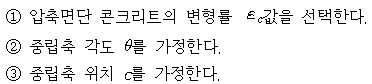 ① 압축면단 콘크리트의 변형률 εc값을 선택한다.
② 중립축 각도 θ를 가정한다.
③ 중립축 위치 c를 가정한다.